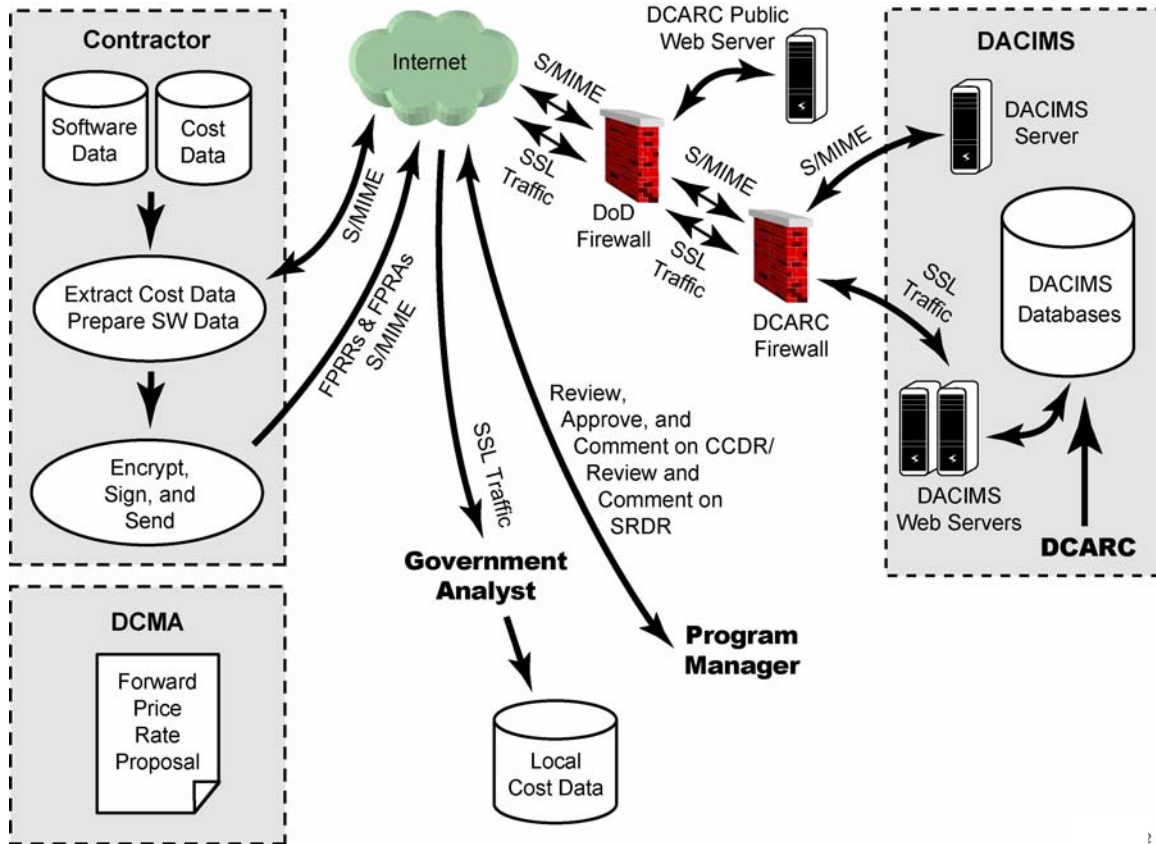 Contractor
Software
Data
Cost
Data
Extract Cost Data
Prepare SW Data
Encrypt,
Sign, and
Send
DCMA
Forward
Price
Rate
Proposal
Internet
S/MIME
FPRRs & FPRAs
S/MIME
SSL Traffic
Government
Analyst
Local
Cost Data
Review,
Approve, and
Comment on CCDR/
Review and
Comment on
SRDR
Program
Manager
S/MIME
SSL
Traffic
DCARC Public
Web Server
DoD
Firewall
S/MIME
SSL
Traffic
DCARC
Firewall
S/MIME
SSL
Traffic
DACIMS
DACIMS
Server
DACIMS
Databases
DACIMS
Web Servers
DCARC
2